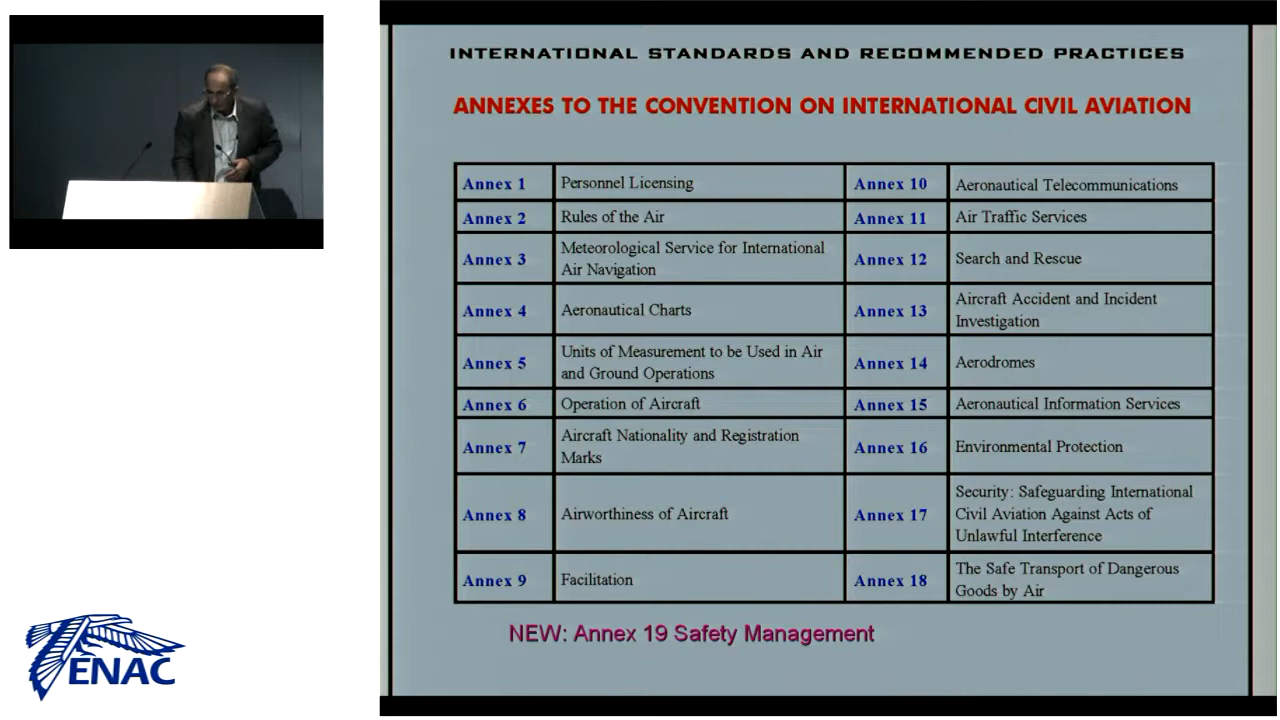 INTERNATIONAL STANDARDS AND RECOMMENDED PRACTICES
ANNEXES TO THE CONVENTION ON INTERNATIONAL CIVIL AVIATION
Annex 1 Personnel Licensing Annex 10 Aeronautical Telecommunications
Annex 2 Rules of the Air Annex 11 Air Traffic Services
Annex 3 Meteorological Service for International
Air Navigation
Annex 12 Search and Rescue
Annex 4 Aeronautical Charts
Annex 13 Aircraft Accident and Incident
Investigation
Annex 5 Units of Measurement to be Used in Air
and Ground Operations
Annex 14 Aerodromes
Annex 6 Operation of Aircraft Annex 15 Aeronautical Information Services
Annex 7 Aircraft Nationality and Registration
Marks
Annex 16 Environmental Protection
Annex 8 Airworthiness of Aircraft
Annex 17 Security: Safeguarding International
Civil Aviation Against Acts of
Unlawful Interference
Annex 9 Facilitation
Annex 18 The Safe Transport of Dangerous
Goods by Air
NEW: Annex 19 Safety Management
ENAC